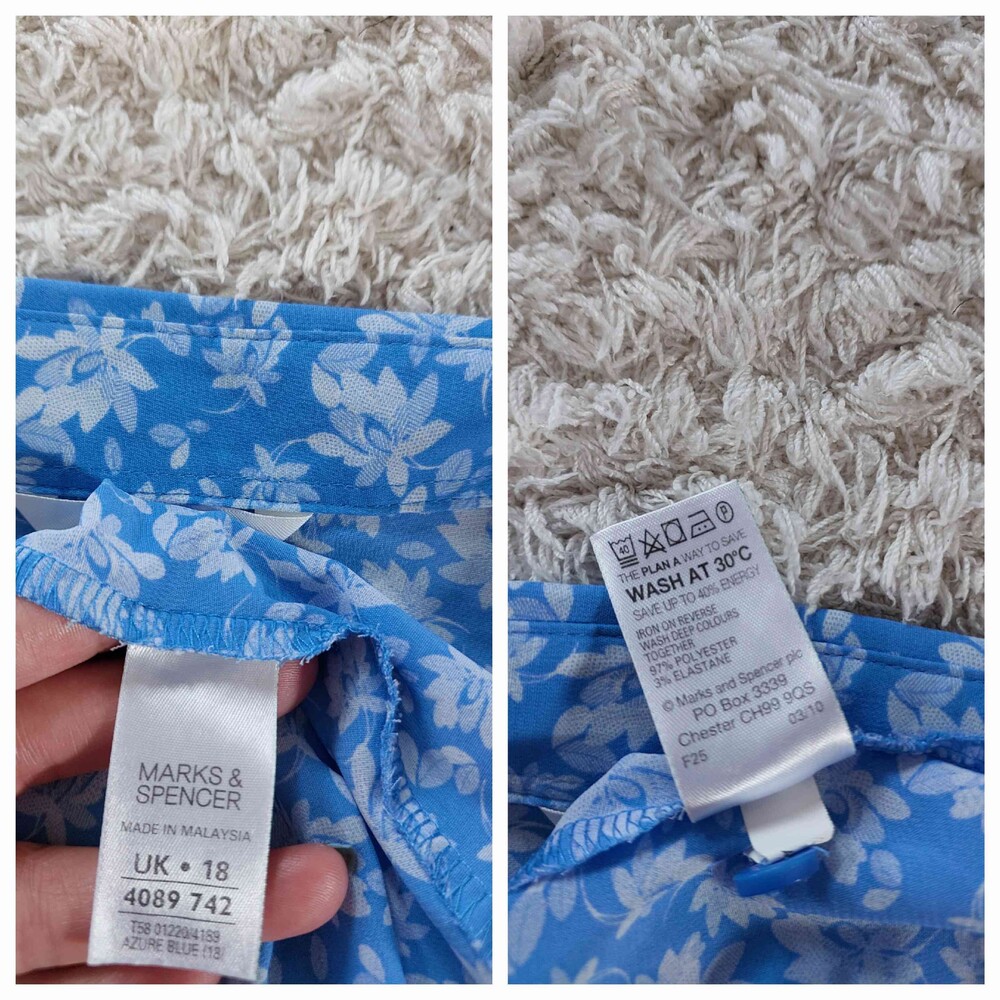 MARKS &
SPENCER
MADE IN MALAYSIA
UK • 18
4089 742
T58 01220/4189
AZURE BLUE (13)
40
P
THE PLAN A WAY TO SAVE
WASH AT 30°C
SAVE UP TO 40% ENERGY
IRON ON REVERSE
WASH DEEP COLOURS
TOGETHER
97% POLYESTER
3% ELASTANE
© Marks and Spencer plc
PO Box 3339
Chester CH99 9QS
03/10
F25